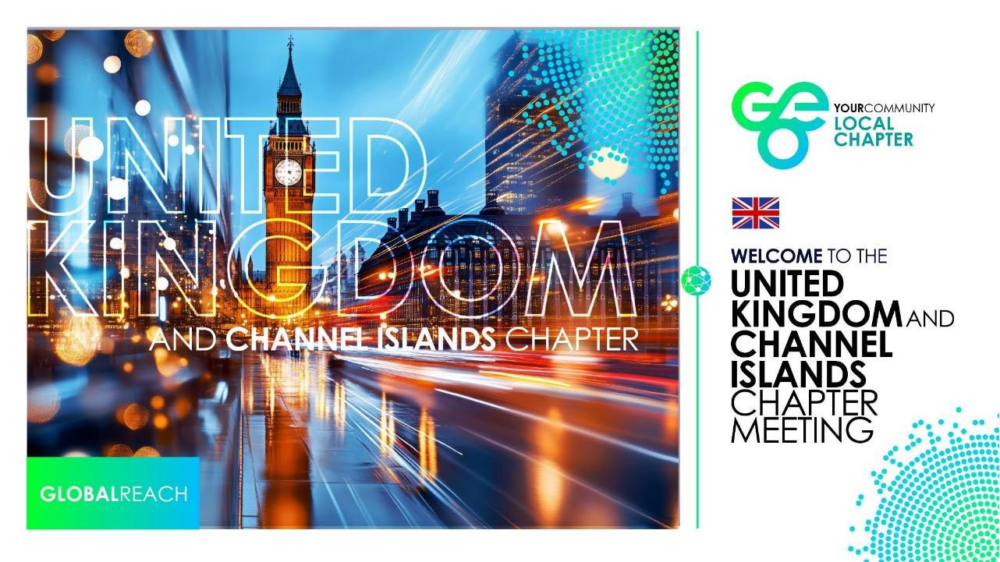 UNITED
KINGDOM
AND CHANNEL ISLANDS CHAPTER
GLOBALREACH
GEO
YOURCOMMUNITY
LOCAL
CHAPTER
WELCOME TO THE
UNITED
KINGDOM AND
CHANNEL
ISLANDS
CHAPTER
MEETING